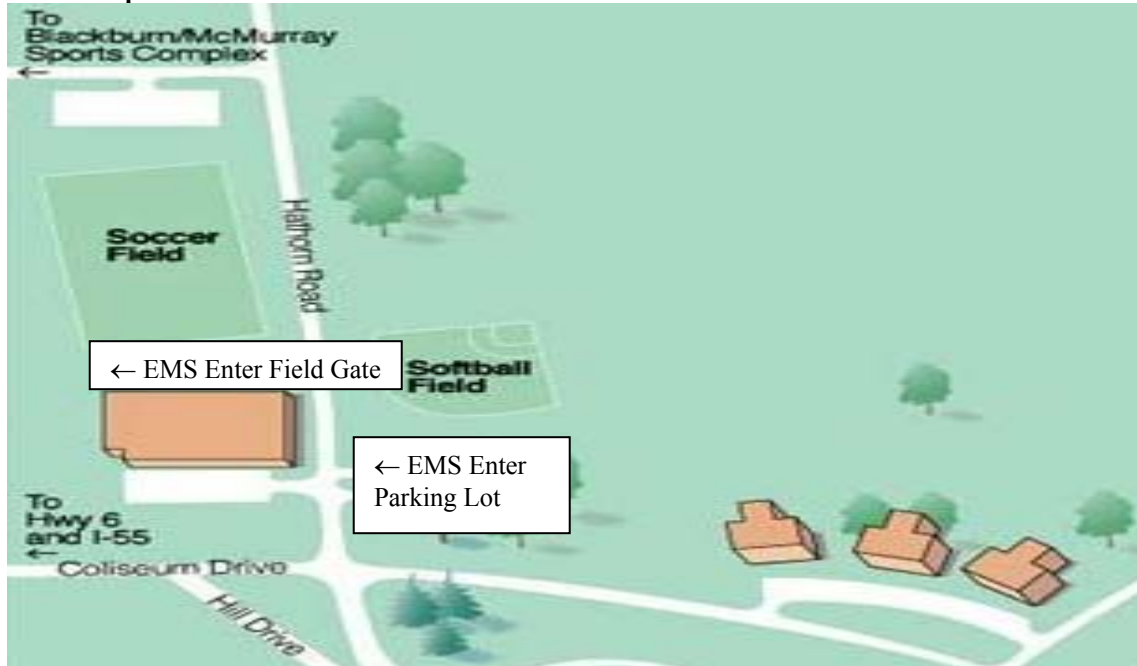 To
Blackburn/McMurray
Sports Complex
←
Hathorn Road
Soccer
Field
← EMS Enter Field Gate
Softball
Field
← EMS Enter
Parking Lot
To
Hwy 6
and I-55
←
Coliseum Drive
Hill Drive